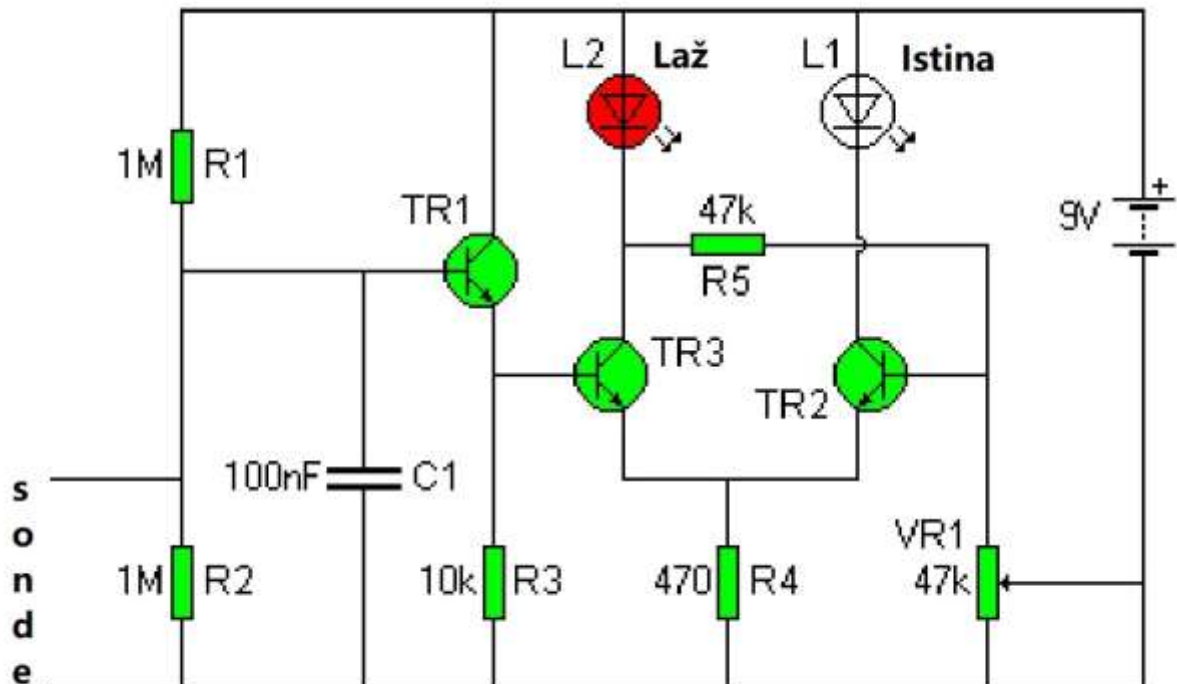 L2 Laž
L1 Istina
1M R1
TR1
47k
R5
9V
+
TR3
TR2
100nF C1
sonde
1M R2
10k R3
470 R4
VR1
47k